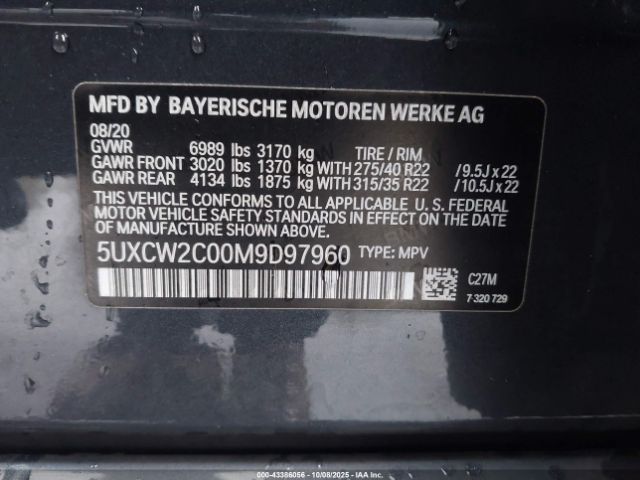 MFD BY BAYERISCHE MOTOREN WERKE AG
08/20
GVWR 6989 lbs 3170 kg TIRE / RIM
GAWR FRONT 3020 lbs 1370 kg WITH 275/40 R22 / 9.5J x 22
GAWR REAR 4134 lbs 1875 kg WITH 315/35 R22 / 10.5J x 22
THIS VEHICLE CONFORMS TO ALL APPLICABLE U. S. FEDERAL
MOTOR VEHICLE SAFETY STANDARDS IN EFFECT ON THE
DATE OF MANUFACTURE SHOWN ABOVE.
5UXCW2C00M9D97960 TYPE: MPV
C27M
7 320 729
000-43386056 - 10/08/2025 - IAA Inc.